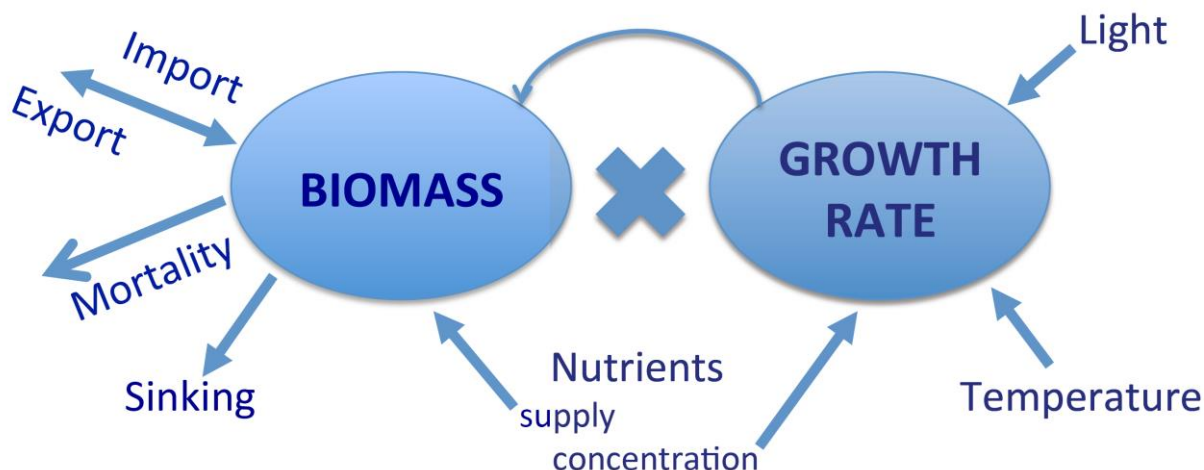 Import
Export
Mortality
Sinking
BIOMASS
GROWTH
RATE
Light
Nutrients
supply
concentration
Temperature